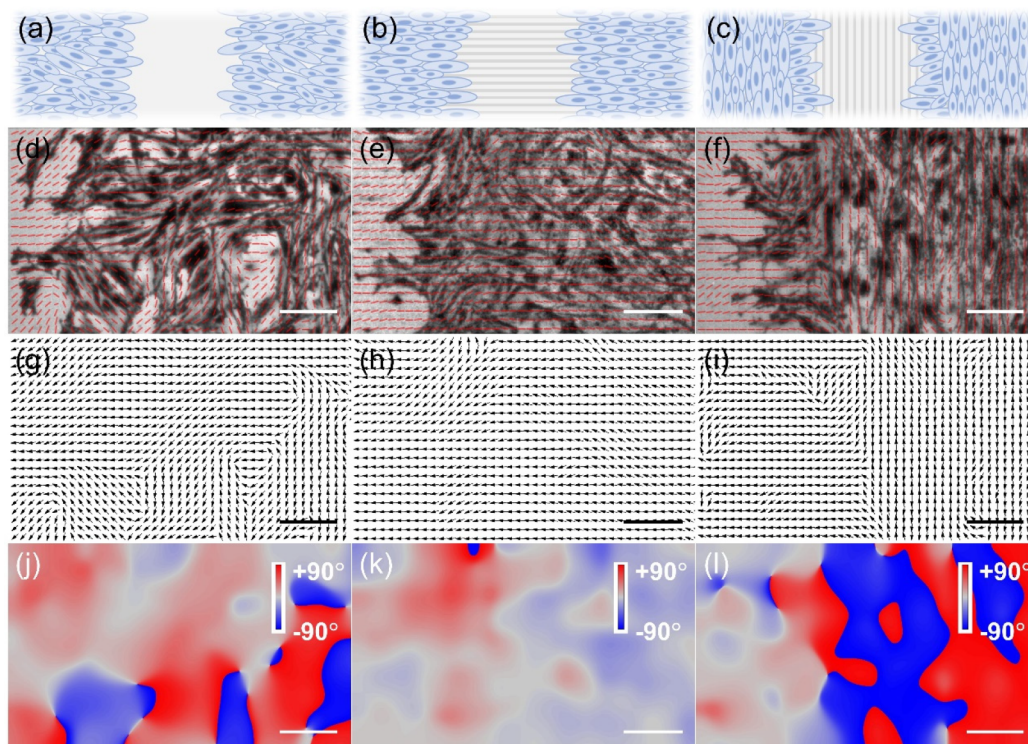 (a) (b) (c)
(d) (e) (f)
(g) (h) (i)
(j) (k) (l)
+90° +90° +90°
-90° -90° -90°